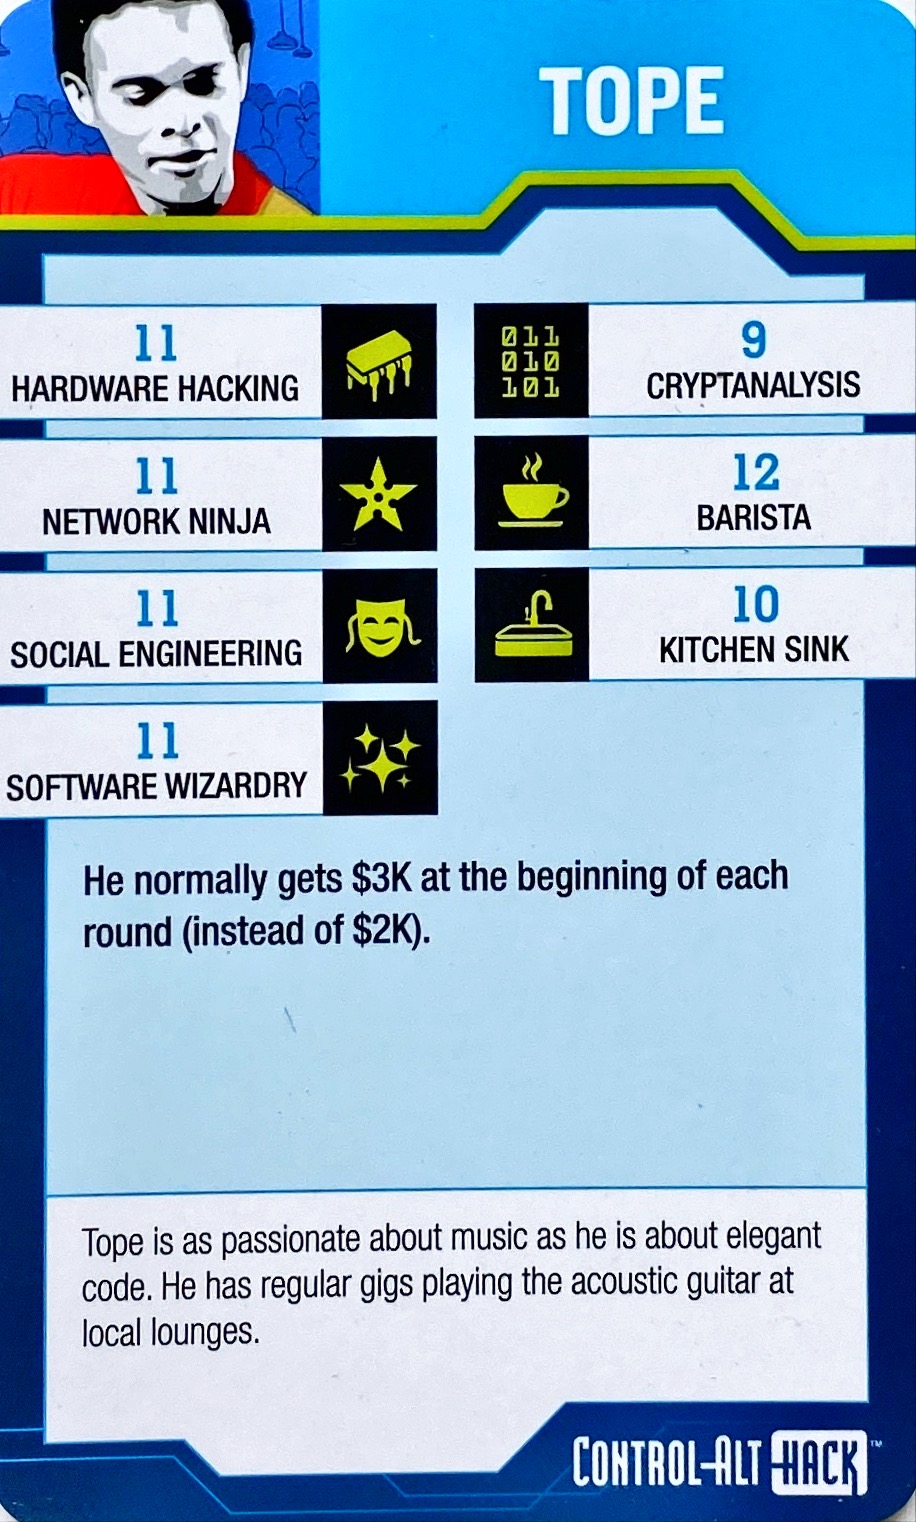 TOPE
11
HARDWARE HACKING
011
010
101
9
CRYPTANALYSIS
11
NETWORK NINJA
12
BARISTA
11
SOCIAL ENGINEERING
10
KITCHEN SINK
11
SOFTWARE WIZARDRY
He normally gets $3K at the beginning of each
round (instead of $2K).
Tope is as passionate about music as he is about elegant
code. He has regular gigs playing the acoustic guitar at
local lounges.
CONTROL-ALT-HACK™